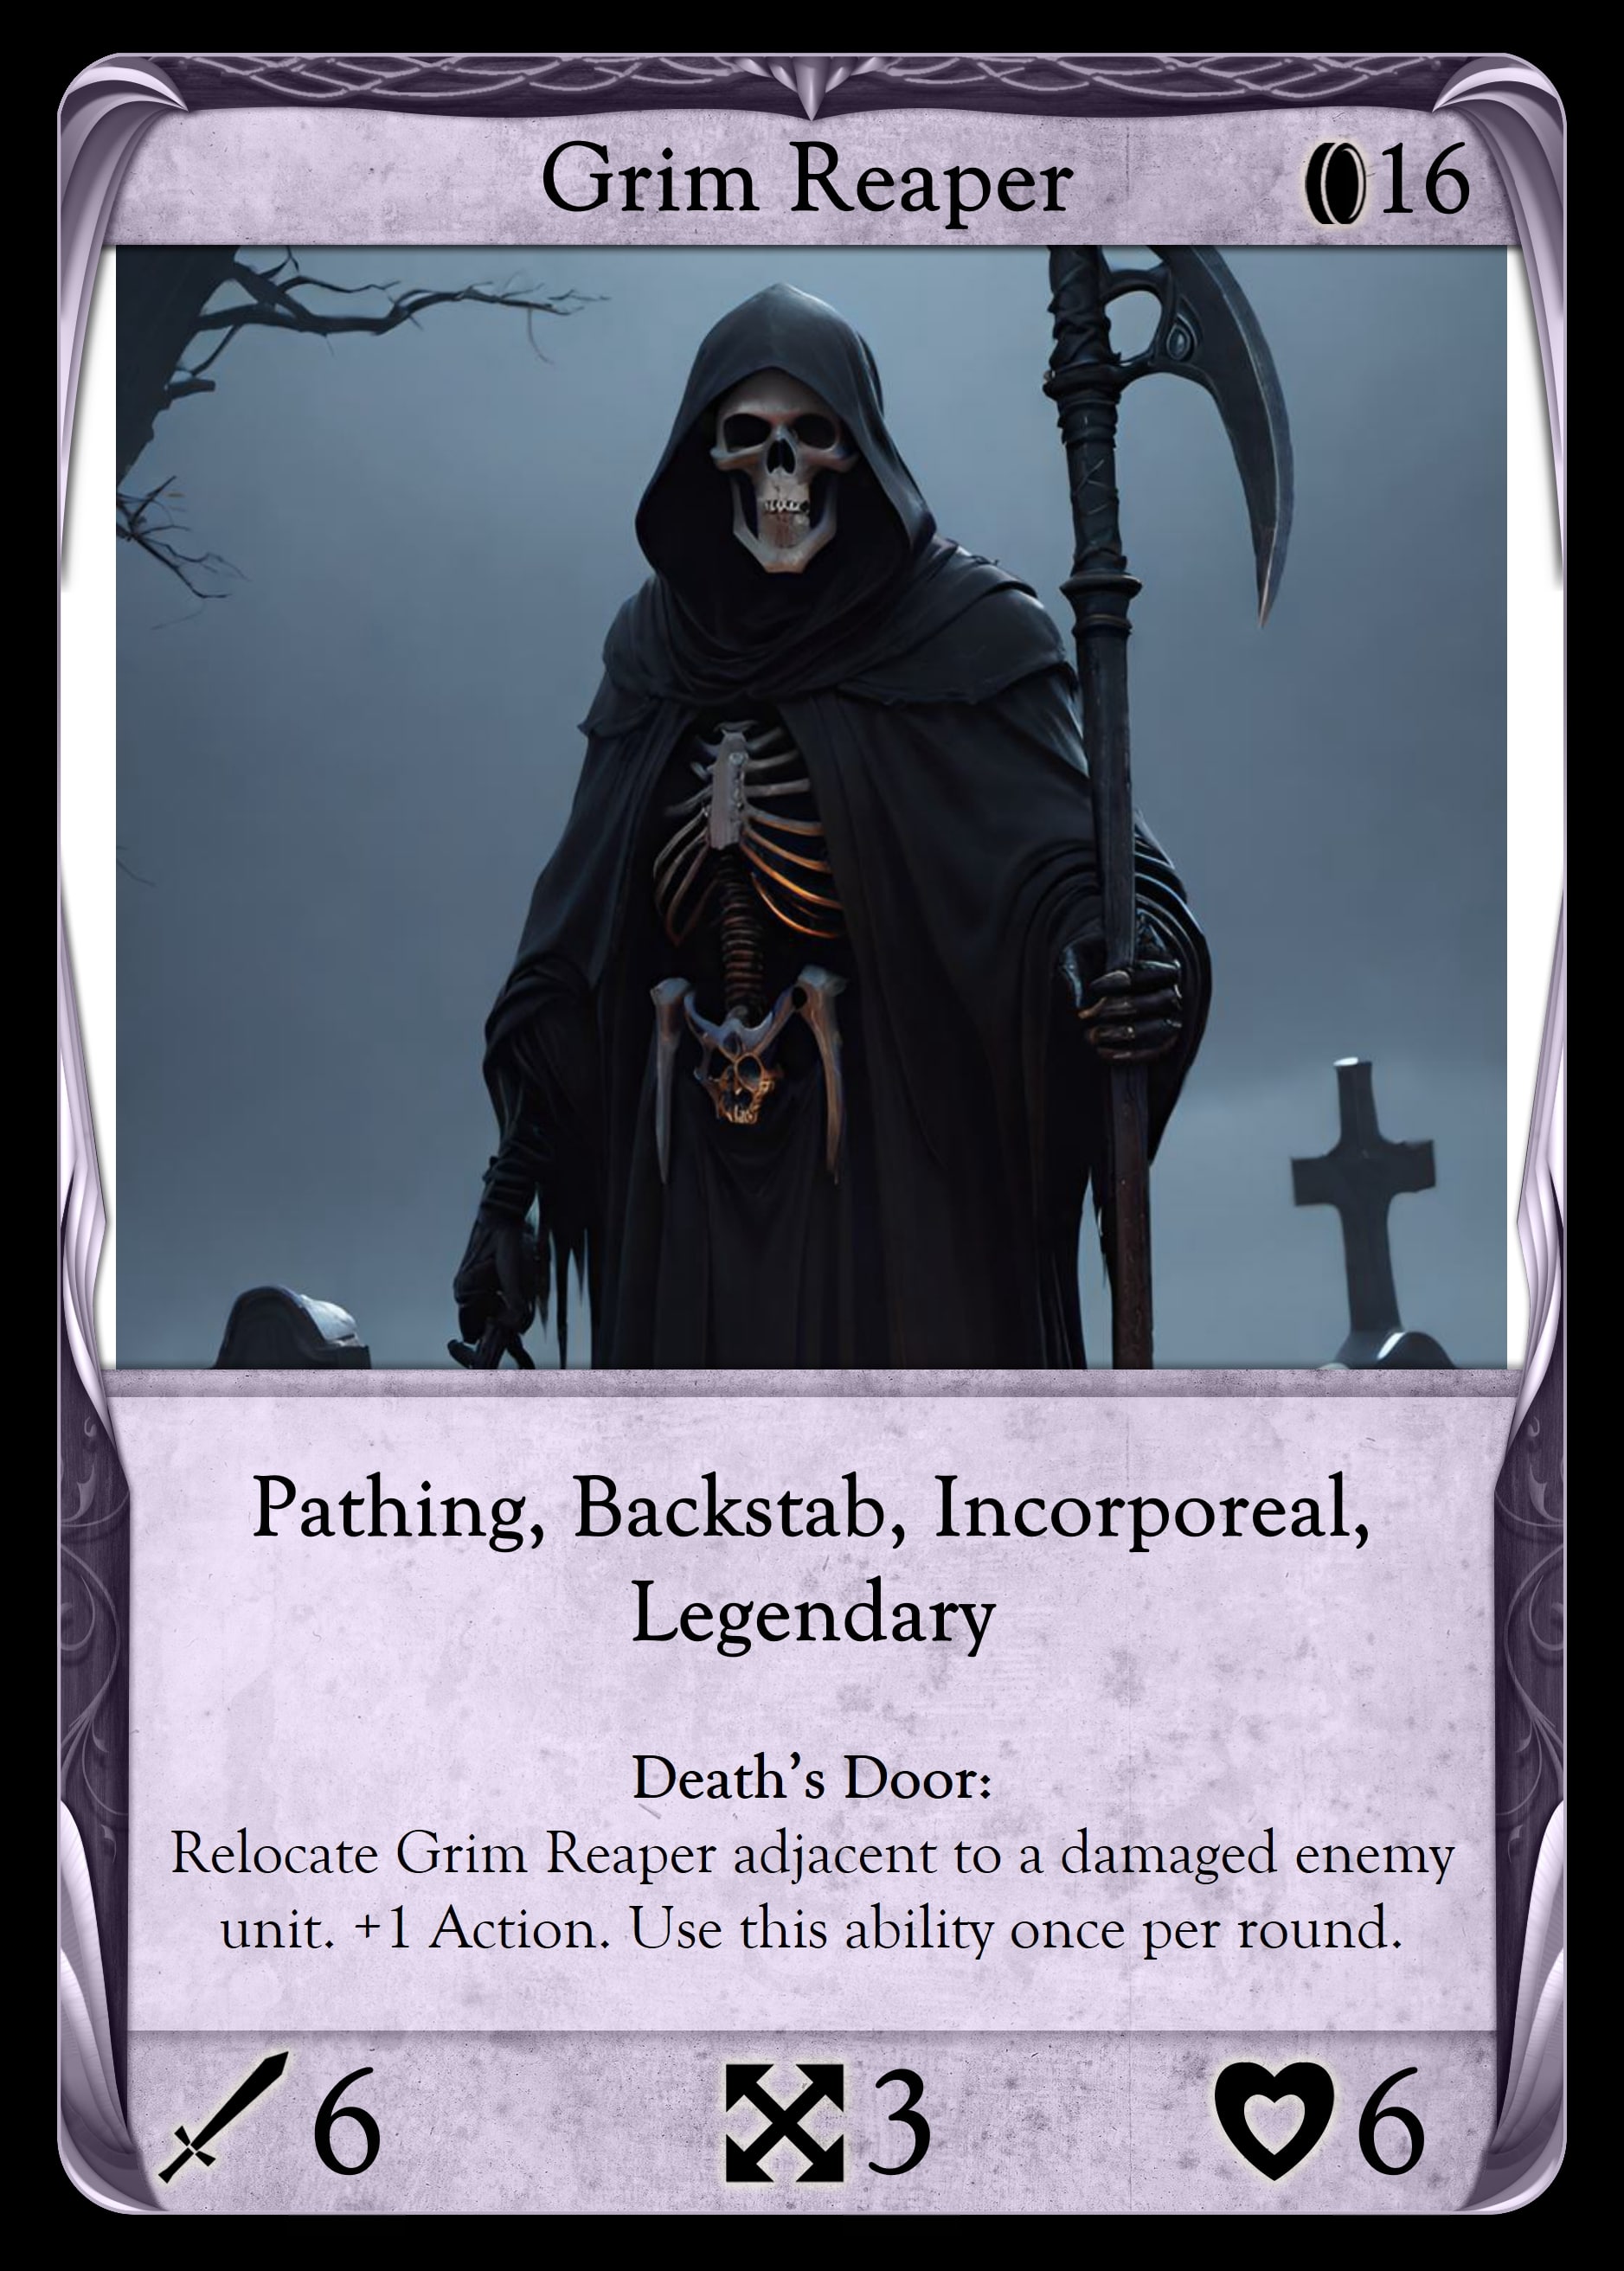 Grim Reaper 16
Pathing, Backstab, Incorporeal,
Legendary
Death's Door:
Relocate Grim Reaper adjacent to a damaged enemy
unit. +1 Action. Use this ability once per round.
6 3 6